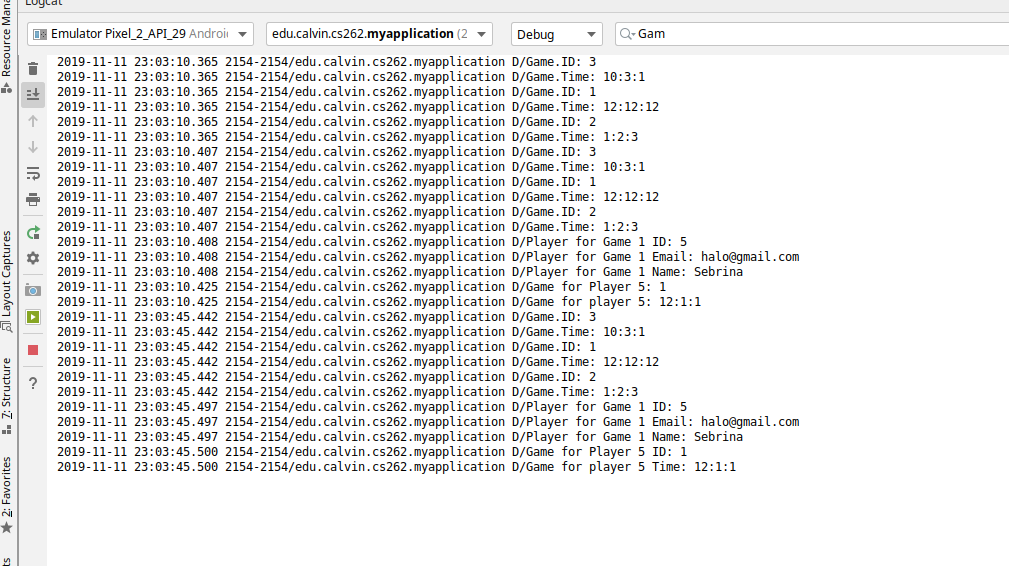 Logcat
Emulator Pixel_2_API_29 Androi
edu.calvin.cs262.myapplication (2
Debug
Gam
Resource Mana
Layout Captures
7: Structure
2: Favorites
ts
2019-11-11 23:03:10.365 2154-2154/edu.calvin.cs262.myapplication D/Game.ID: 3
2019-11-11 23:03:10.365 2154-2154/edu.calvin.cs262.myapplication D/Game.Time: 10:3:1
2019-11-11 23:03:10.365 2154-2154/edu.calvin.cs262.myapplication D/Game.ID: 1
2019-11-11 23:03:10.365 2154-2154/edu.calvin.cs262.myapplication D/Game.Time: 12:12:12
2019-11-11 23:03:10.365 2154-2154/edu.calvin.cs262.myapplication D/Game.ID: 2
2019-11-11 23:03:10.365 2154-2154/edu.calvin.cs262.myapplication D/Game.Time: 1:2:3
2019-11-11 23:03:10.407 2154-2154/edu.calvin.cs262.myapplication D/Game.ID: 3
2019-11-11 23:03:10.407 2154-2154/edu.calvin.cs262.myapplication D/Game.Time: 10:3:1
2019-11-11 23:03:10.407 2154-2154/edu.calvin.cs262.myapplication D/Game.ID: 1
2019-11-11 23:03:10.407 2154-2154/edu.calvin.cs262.myapplication D/Game.Time: 12:12:12
2019-11-11 23:03:10.407 2154-2154/edu.calvin.cs262.myapplication D/Game.ID: 2
2019-11-11 23:03:10.407 2154-2154/edu.calvin.cs262.myapplication D/Game.Time: 1:2:3
2019-11-11 23:03:10.408 2154-2154/edu.calvin.cs262.myapplication D/Player for Game 1 ID: 5
2019-11-11 23:03:10.408 2154-2154/edu.calvin.cs262.myapplication D/Player for Game 1 Email: halo@gmail.com
2019-11-11 23:03:10.408 2154-2154/edu.calvin.cs262.myapplication D/Player for Game 1 Name: Sebrina
2019-11-11 23:03:10.425 2154-2154/edu.calvin.cs262.myapplication D/Game for Player 5: 1
2019-11-11 23:03:10.425 2154-2154/edu.calvin.cs262.myapplication D/Game for player 5: 12:1:1
2019-11-11 23:03:45.442 2154-2154/edu.calvin.cs262.myapplication D/Game.ID: 3
2019-11-11 23:03:45.442 2154-2154/edu.calvin.cs262.myapplication D/Game.Time: 10:3:1
2019-11-11 23:03:45.442 2154-2154/edu.calvin.cs262.myapplication D/Game.ID: 1
2019-11-11 23:03:45.442 2154-2154/edu.calvin.cs262.myapplication D/Game.Time: 12:12:12
2019-11-11 23:03:45.442 2154-2154/edu.calvin.cs262.myapplication D/Game.ID: 2
2019-11-11 23:03:45.442 2154-2154/edu.calvin.cs262.myapplication D/Game.Time: 1:2:3
2019-11-11 23:03:45.497 2154-2154/edu.calvin.cs262.myapplication D/Player for Game 1 ID: 5
2019-11-11 23:03:45.497 2154-2154/edu.calvin.cs262.myapplication D/Player for Game 1 Email: halo@gmail.com
2019-11-11 23:03:45.497 2154-2154/edu.calvin.cs262.myapplication D/Player for Game 1 Name: Sebrina
2019-11-11 23:03:45.500 2154-2154/edu.calvin.cs262.myapplication D/Game for Player 5 ID: 1
2019-11-11 23:03:45.500 2154-2154/edu.calvin.cs262.myapplication D/Game for player 5 Time: 12:1:1